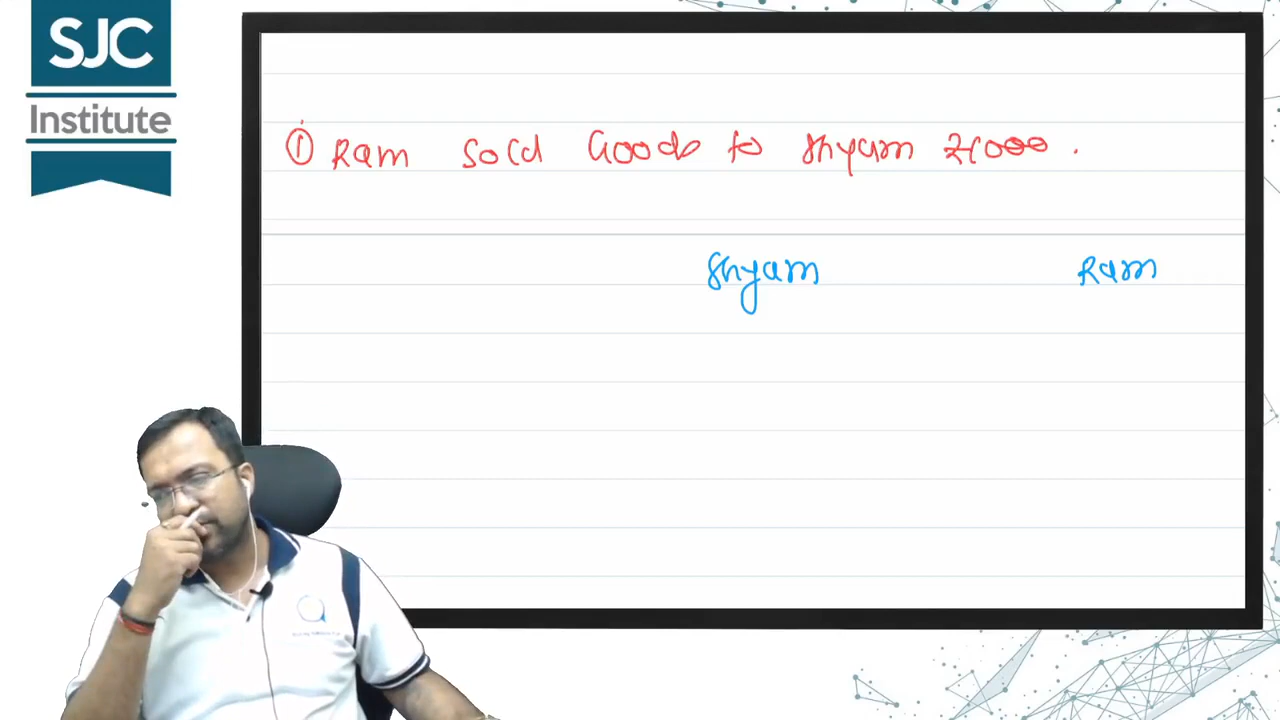 SJC
Institute
① Ram Sold Goods to Shyam ₹1000.
Shyam Ram